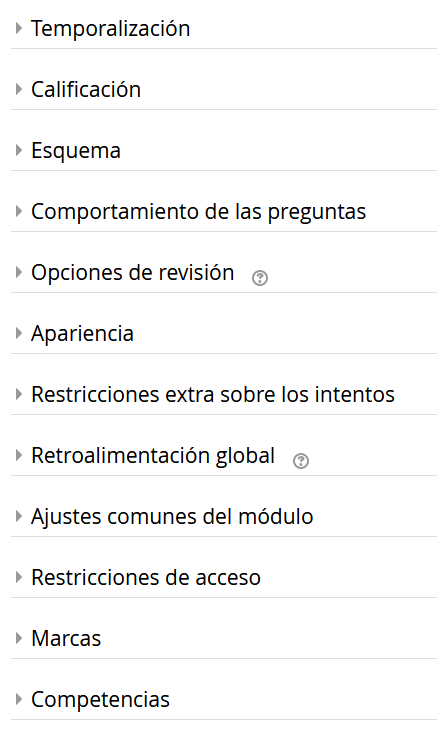 Temporalización
Calificación
Esquema
Comportamiento de las preguntas
Opciones de revisión
Apariencia
Restricciones extra sobre los intentos
Retroalimentación global
Ajustes comunes del módulo
Restricciones de acceso
Marcas
Competencias